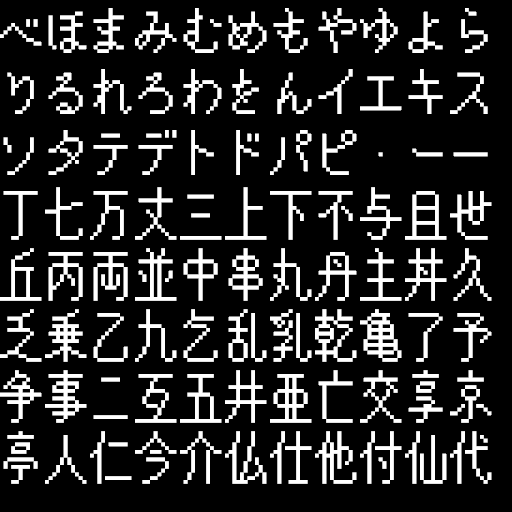 べほまみむめもやゆよら
りるれろわをんイエキス
ソタテデトドパピ・ー一
丁七万丈三上下不与且世
丘丙両並中串丸丹主丼久
乏乗乙九乞乱乳乾亀了予
争事二互五井亜亡交享京
亭人仁今介仏仕他付仙代